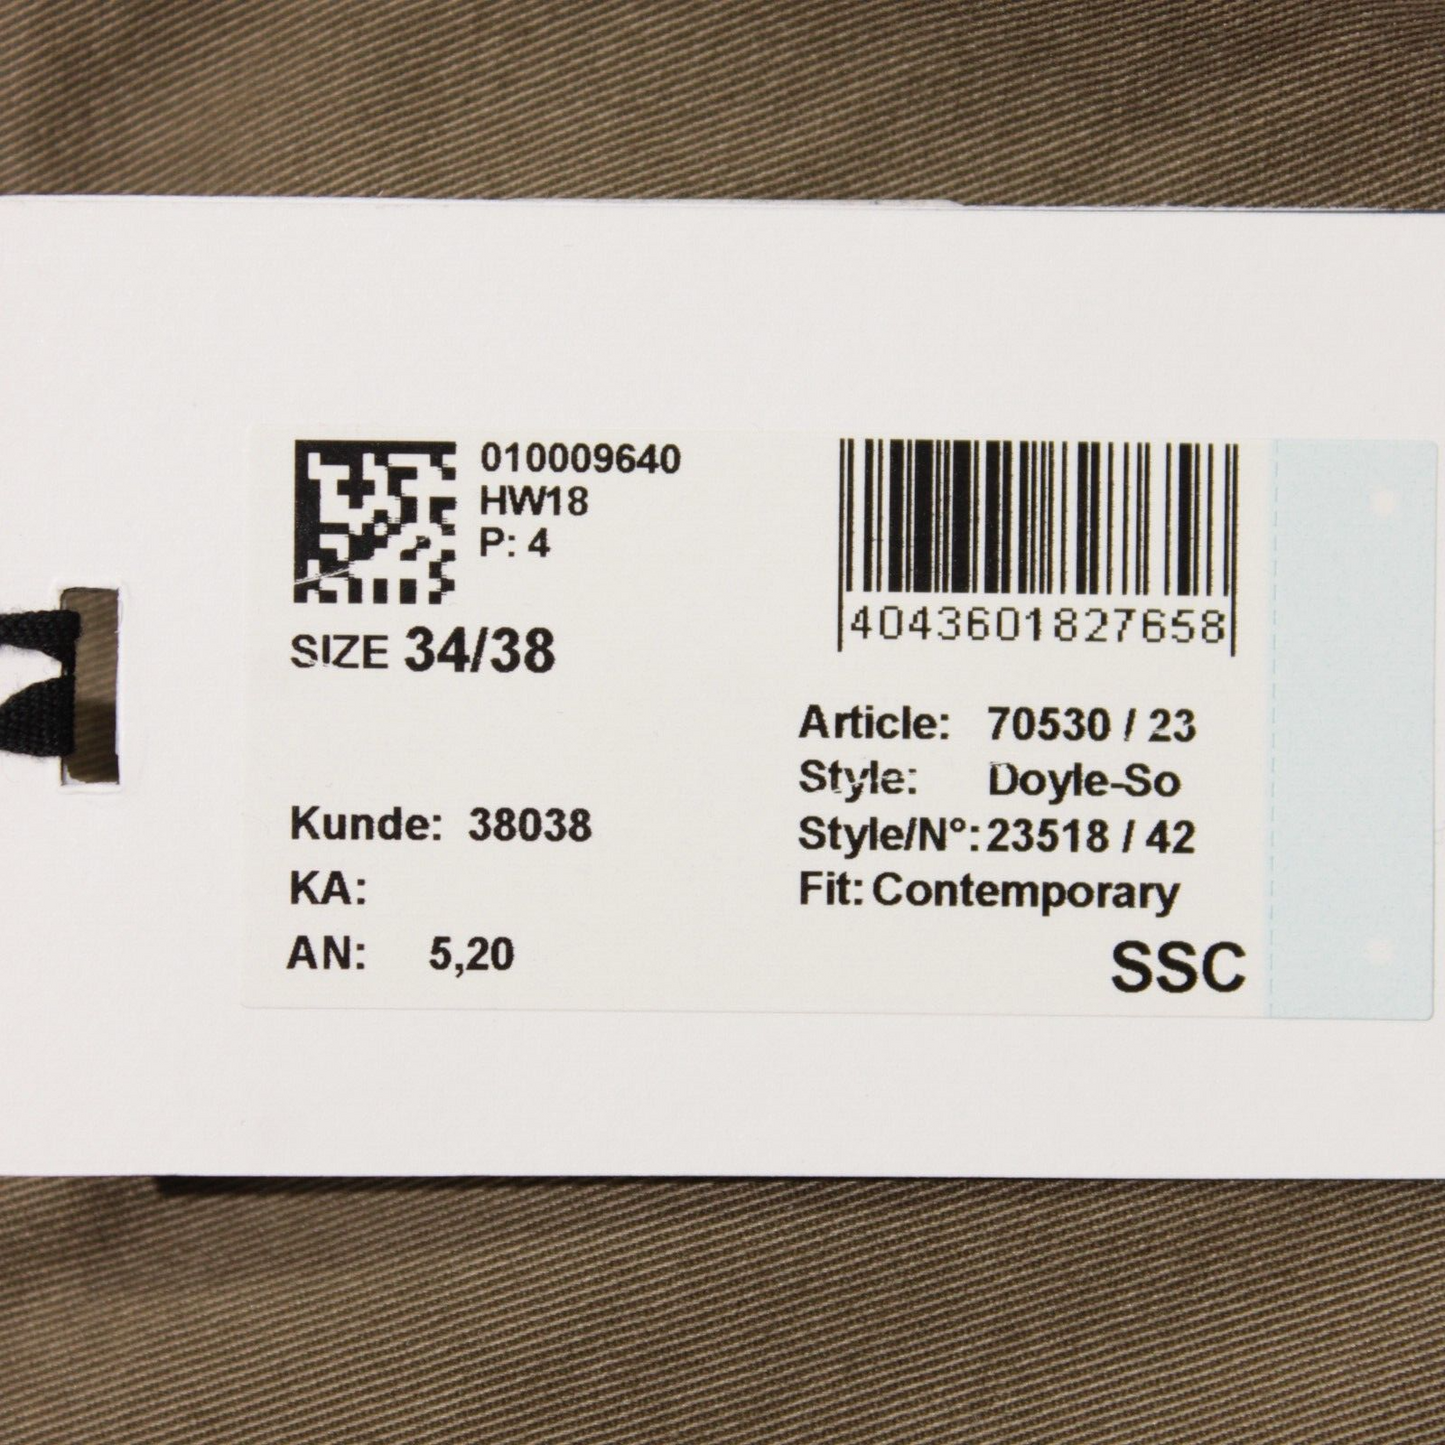 010009640
HW18
P: 4
SIZE 34/38
4043601827658
Kunde: 38038
KA:
AN: 5,20
Article: 70530 / 23
Style: Doyle-So
Style/N°: 23518 / 42
Fit: Contemporary
SSC